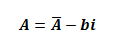 A = A̅ − bi